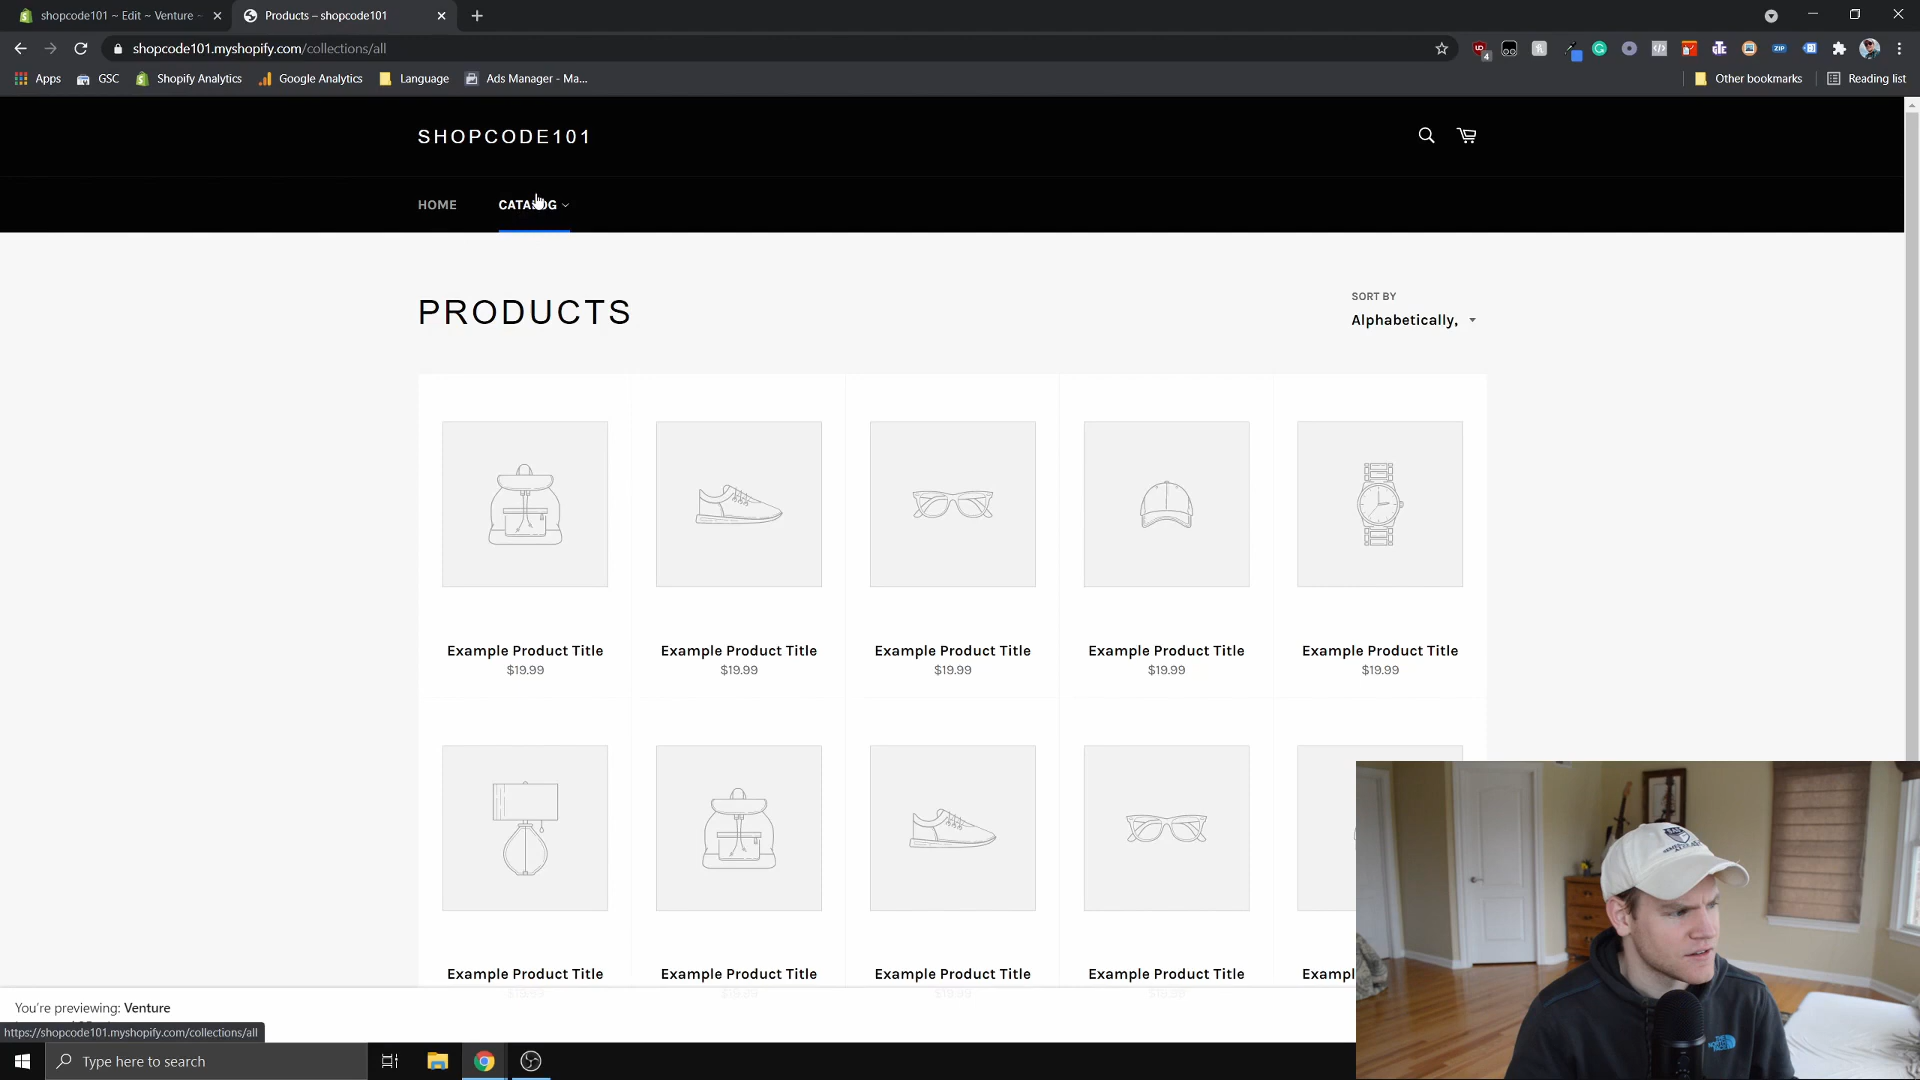 shopcode101 ~ Edit ~ Venture
Products – shopcode101
shopcode101.myshopify.com/collections/all
Apps
GSC
Shopify Analytics
Google Analytics
Language
Ads Manager - Ma...
Other bookmarks
Reading list
SHOPCODE101
HOME
CATALOG
PRODUCTS
SORT BY
Alphabetically,
Example Product Title
Example Product Title
Example Product Title
Example Product Title
Example Product Title
$19.99
$19.99
$19.99
$19.99
$19.99
Example Product Title
Example Product Title
Example Product Title
Example Product Title
Exampl
You're previewing: Venture
https://shopcode101.myshopify.com/collections/all
Type here to search